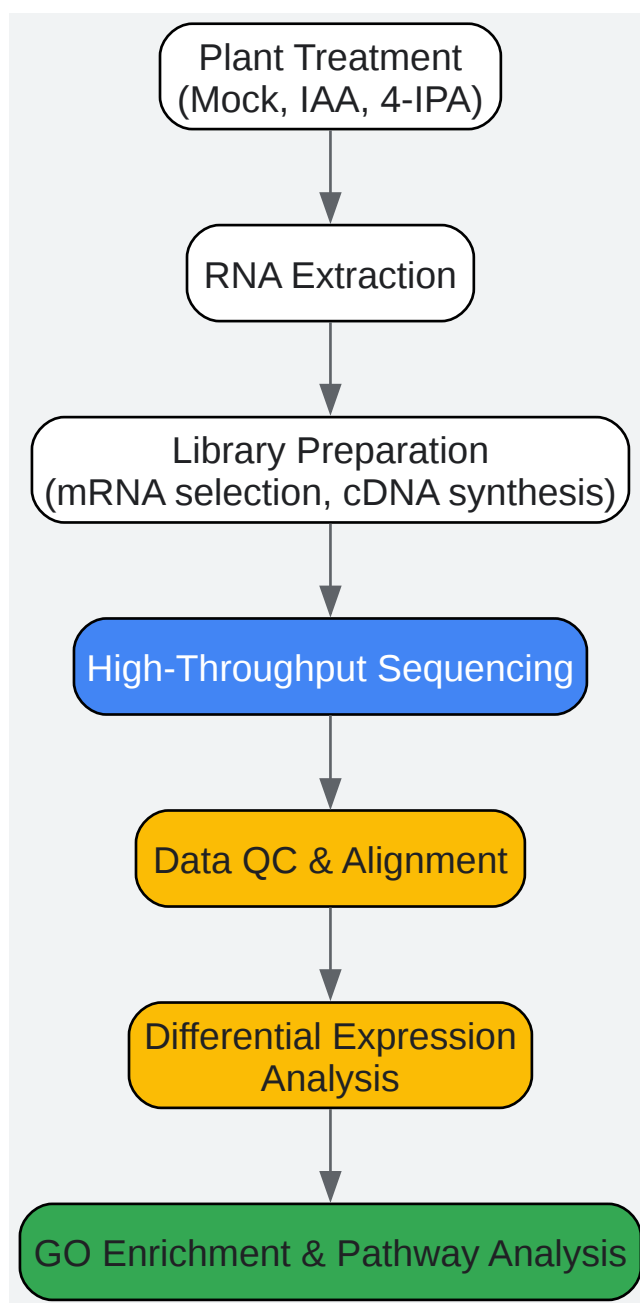 Plant Treatment
(Mock, IAA, 4-IPA)
RNA Extraction
Library Preparation
(mRNA selection, cDNA synthesis)
High-Throughput Sequencing
Data QC & Alignment
Differential Expression
Analysis
GO Enrichment & Pathway Analysis